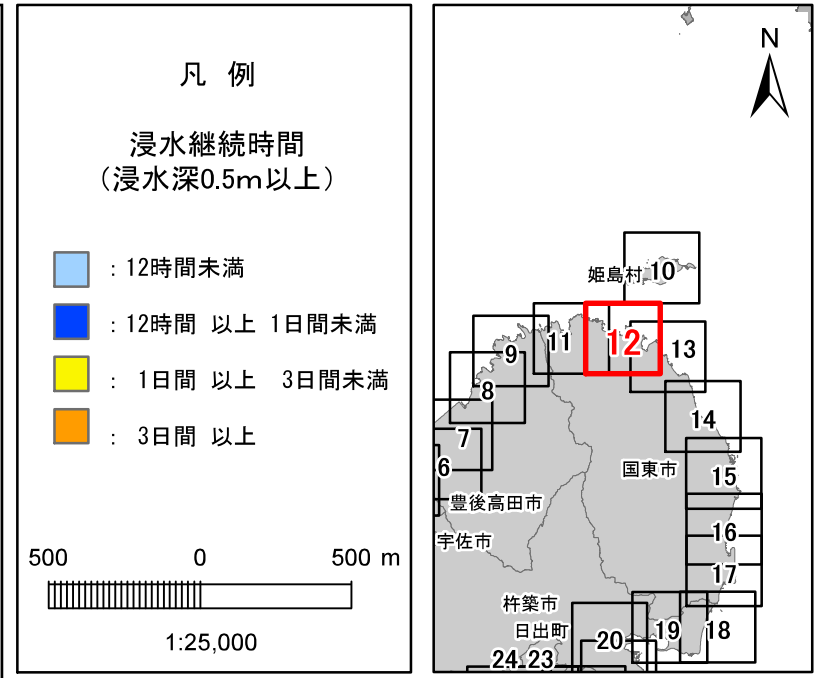 凡 例
浸水継続時間
（浸水深0.5m以上）
：12時間未満
：12時間 以上 1日間未満
： 1日間 以上 3日間未満
： 3日間 以上
500 0 500 m
1:25,000
N
姫島村 10
11
12
13
9
8
14
7
6
国東市
15
豊後高田市
16
宇佐市
17
杵築市
日出町
20
19
18
24
23